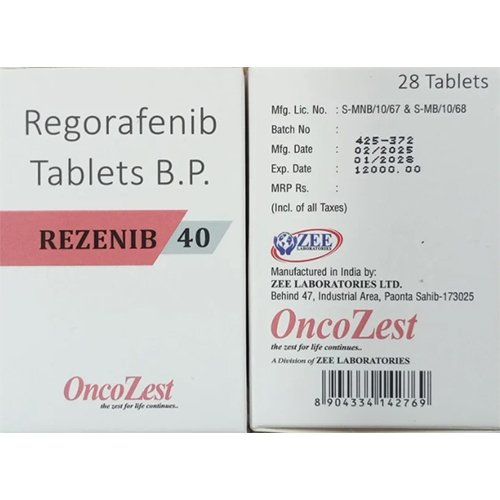 Regorafenib
Tablets B.P.
REZENIB 40
OncoZest
the zest for life continues..
28 Tablets
Mfg. Lic. No. : S-MNB/10/67 & S-MB/10/68
Batch No : 425-372
Mfg. Date : 02/2025
Exp. Date : 01/2028
MRP Rs. : 12000.00
(Incl. of all Taxes)
ZEE
LABORATORIES
Manufactured in India by:
ZEE LABORATORIES LTD.
Behind 47, Industrial Area, Paonta Sahib-173025
OncoZest
the zest for life continues..
A Division of ZEE LABORATORIES
8 904334 142769